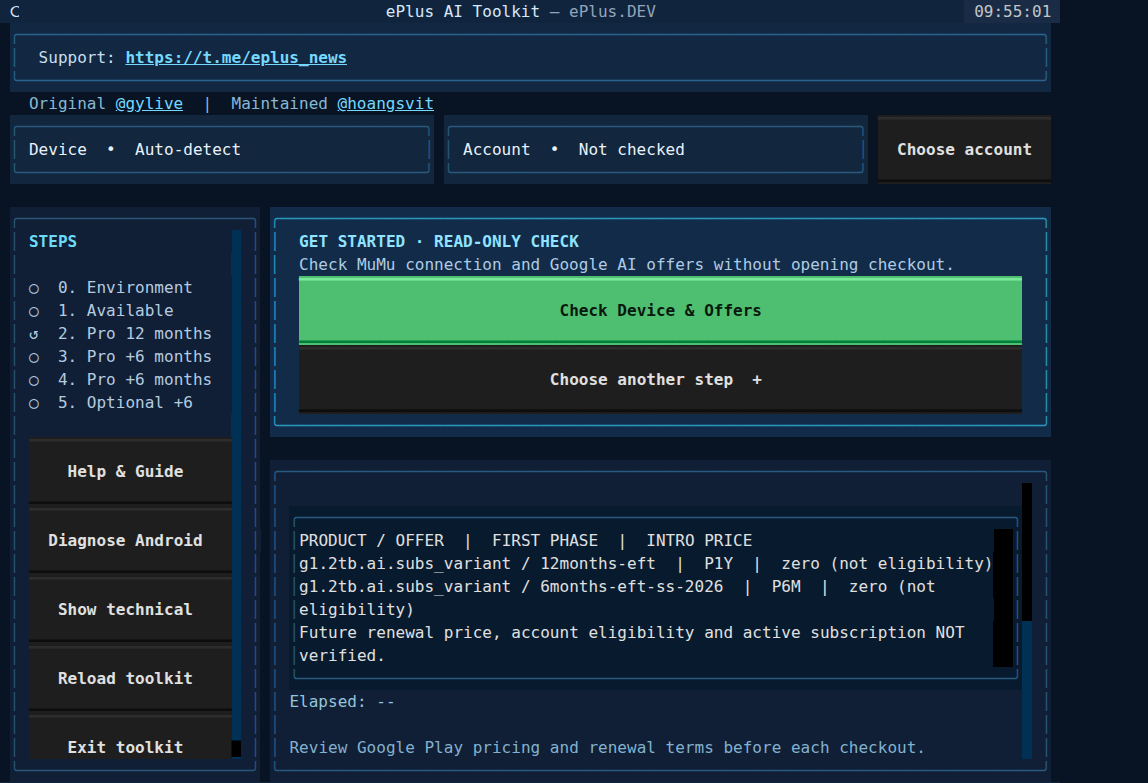 ePlus AI Toolkit — ePlus.DEV
09:55:01
Support: https://t.me/eplus_news
Original @gylive | Maintained @hoangsvit
Device • Auto-detect
Account • Not checked
Choose account
STEPS
○ 0. Environment
○ 1. Available
↺ 2. Pro 12 months
○ 3. Pro +6 months
○ 4. Pro +6 months
○ 5. Optional +6
Help & Guide
Diagnose Android
Show technical
Reload toolkit
Exit toolkit
GET STARTED · READ-ONLY CHECK
Check MuMu connection and Google AI offers without opening checkout.
Check Device & Offers
Choose another step +
PRODUCT / OFFER | FIRST PHASE | INTRO PRICE
g1.2tb.ai.subs_variant / 12months-eft | P1Y | zero (not eligibility)
g1.2tb.ai.subs_variant / 6months-eft-ss-2026 | P6M | zero (not
eligibility)
Future renewal price, account eligibility and active subscription NOT
verified.
Elapsed: --
Review Google Play pricing and renewal terms before each checkout.